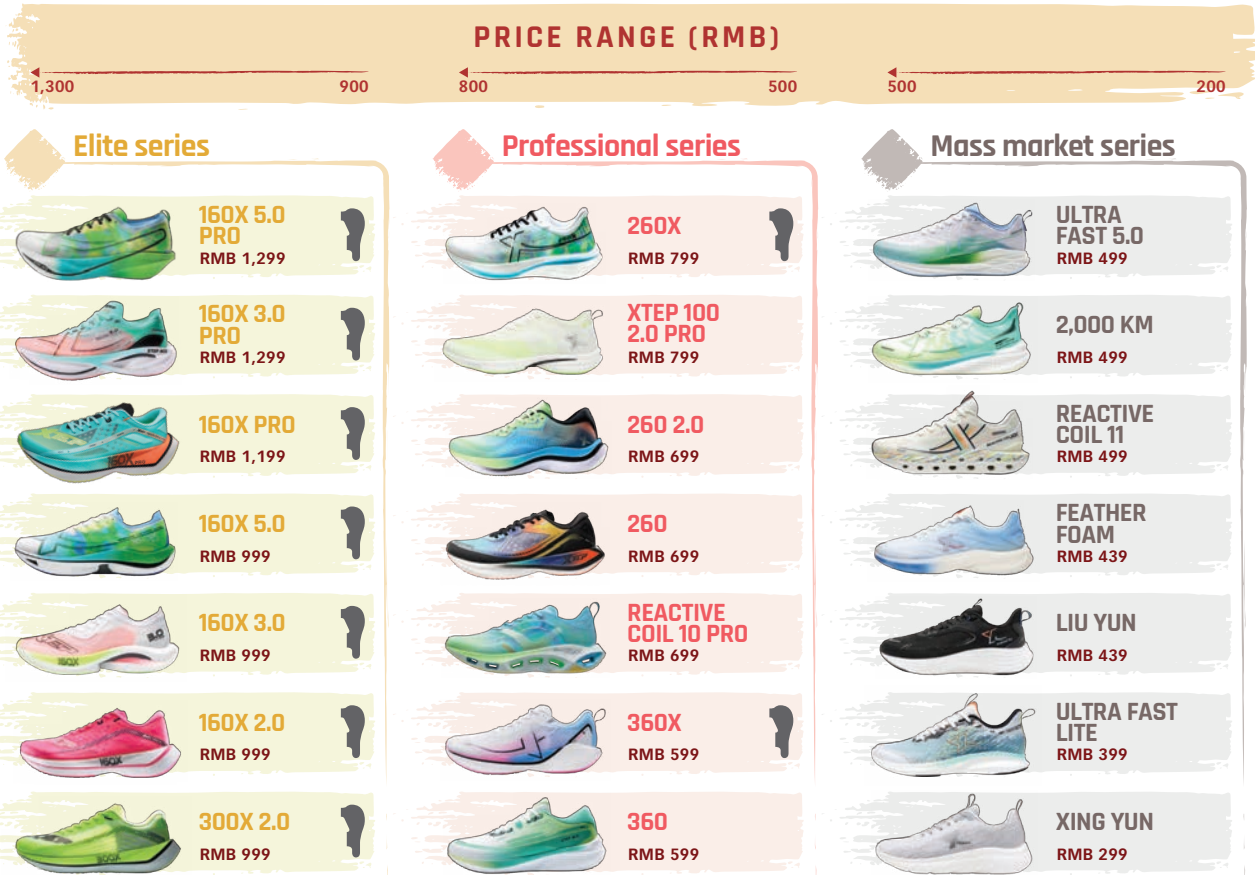 PRICE RANGE (RMB)
1,300 900
800 500
500 200
Elite series
160X 5.0
PRO
RMB 1,299
160X 3.0
PRO
RMB 1,299
160X PRO
RMB 1,199
160X 5.0
RMB 999
160X 3.0
RMB 999
160X 2.0
RMB 999
300X 2.0
RMB 999
Professional series
260X
RMB 799
XTEP 100
2.0 PRO
RMB 799
260 2.0
RMB 699
260
RMB 699
REACTIVE
COIL 10 PRO
RMB 699
360X
RMB 599
360
RMB 599
Mass market series
ULTRA
FAST 5.0
RMB 499
2,000 KM
RMB 499
REACTIVE
COIL 11
RMB 499
FEATHER
FOAM
RMB 439
LIU YUN
RMB 439
ULTRA FAST
LITE
RMB 399
XING YUN
RMB 299